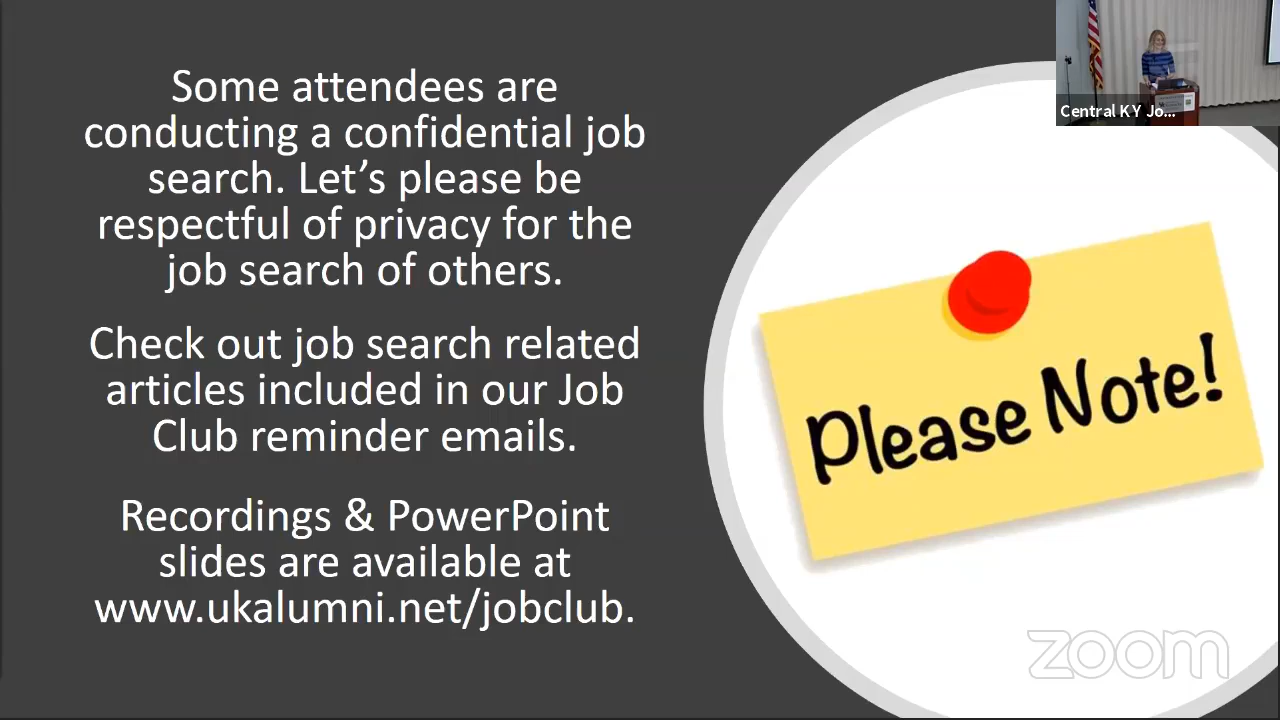 Some attendees are
conducting a confidential job
search. Let’s please be
respectful of privacy for the
job search of others.
Check out job search related
articles included in our Job
Club reminder emails.
Recordings & PowerPoint
slides are available at
www.ukalumni.net/jobclub.
Central KY Jo...
Please Note!
zoom